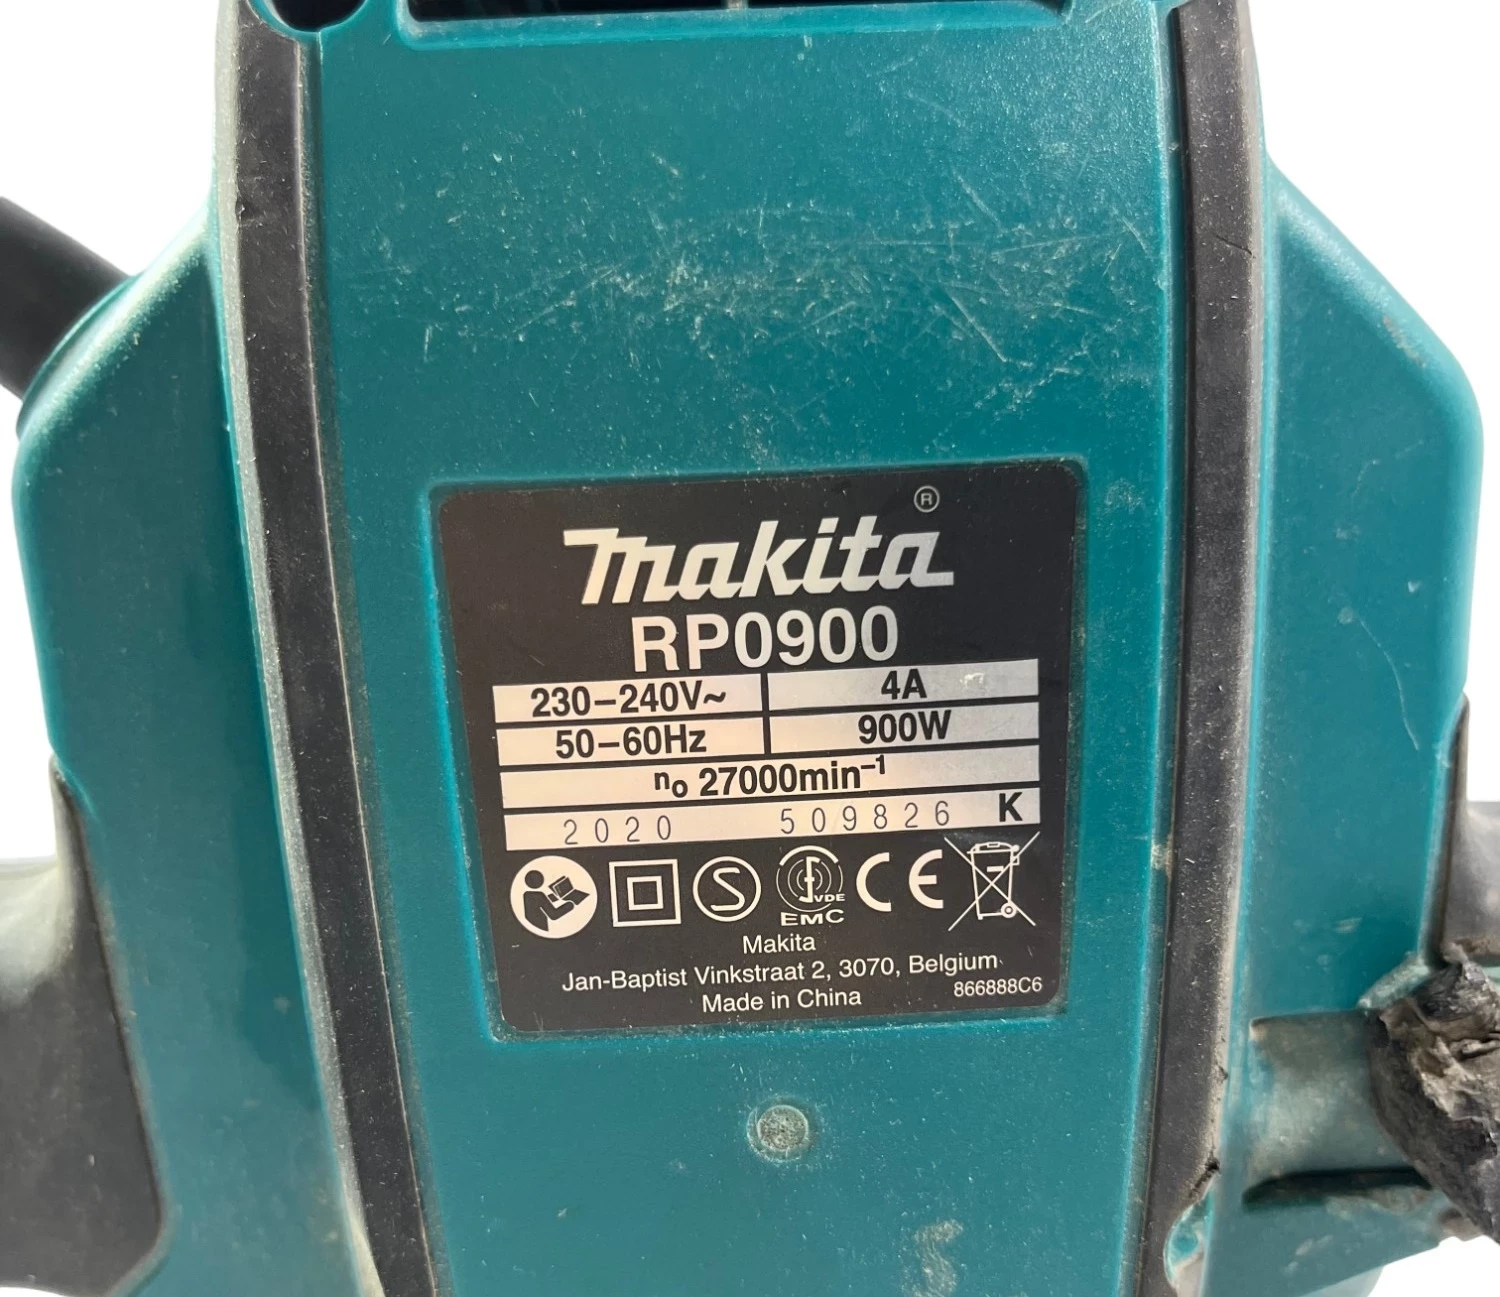 makita®
RP0900
230–240V~ 4A
50–60Hz 900W
no 27000min–1
2020 509826 K
S VDE CE
EMC
Makita
Jan-Baptist Vinkstraat 2, 3070, Belgium
Made in China 866888C6